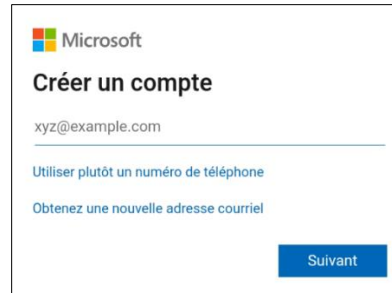 Microsoft
Créer un compte
xyz@example.com
Utiliser plutôt un numéro de téléphone
Obtenez une nouvelle adresse courriel
Suivant